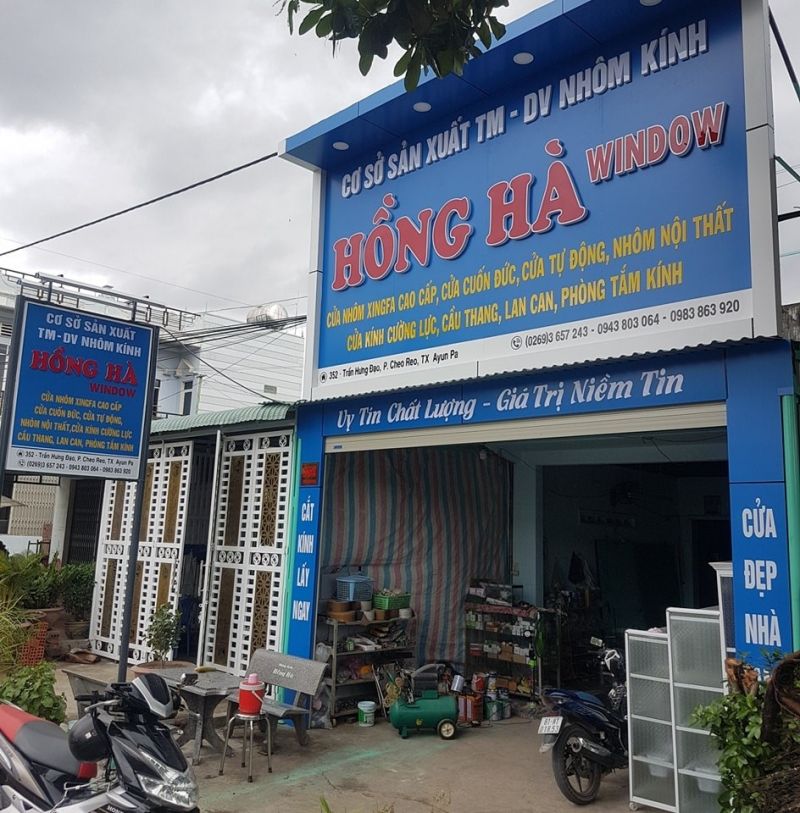 CƠ SỞ SẢN XUẤT TM - DV NHÔM KÍNH
HỒNG HÀ WINDOW
CỬA NHÔM XINGFA CAO CẤP, CỬA CUỐN ĐỨC, CỬA TỰ ĐỘNG, NHÔM NỘI THẤT
CỬA KÍNH CƯỜNG LỰC, CẦU THANG, LAN CAN, PHÒNG TẮM KÍNH
352 - Trần Hưng Đạo, P. Cheo Reo, TX Ayun Pa
(0269)3 657 243 - 0943 803 064 - 0983 863 920
Uy Tín Chất Lượng - Giá Trị Niềm Tin
CƠ SỞ SẢN XUẤT
TM-DV NHÔM KÍNH
HỒNG HÀ
WINDOW
CỬA NHÔM XINGFA CAO CẤP
CỬA CUỐN ĐỨC, CỬA TỰ ĐỘNG,
NHÔM NỘI THẤT,CỬA KÍNH CƯỜNG LỰC
CẦU THANG, LAN CAN, PHÒNG TẮM KÍNH
352 - Trần Hưng Đạo, P. Cheo Reo, TX Ayun Pa
(0269)3 657 243 - 0943 803 064 - 0983 863 920
CẮT
KÍNH
LẤY
NGAY
CỬA
ĐẸP
NHÀ
Hồng Hà